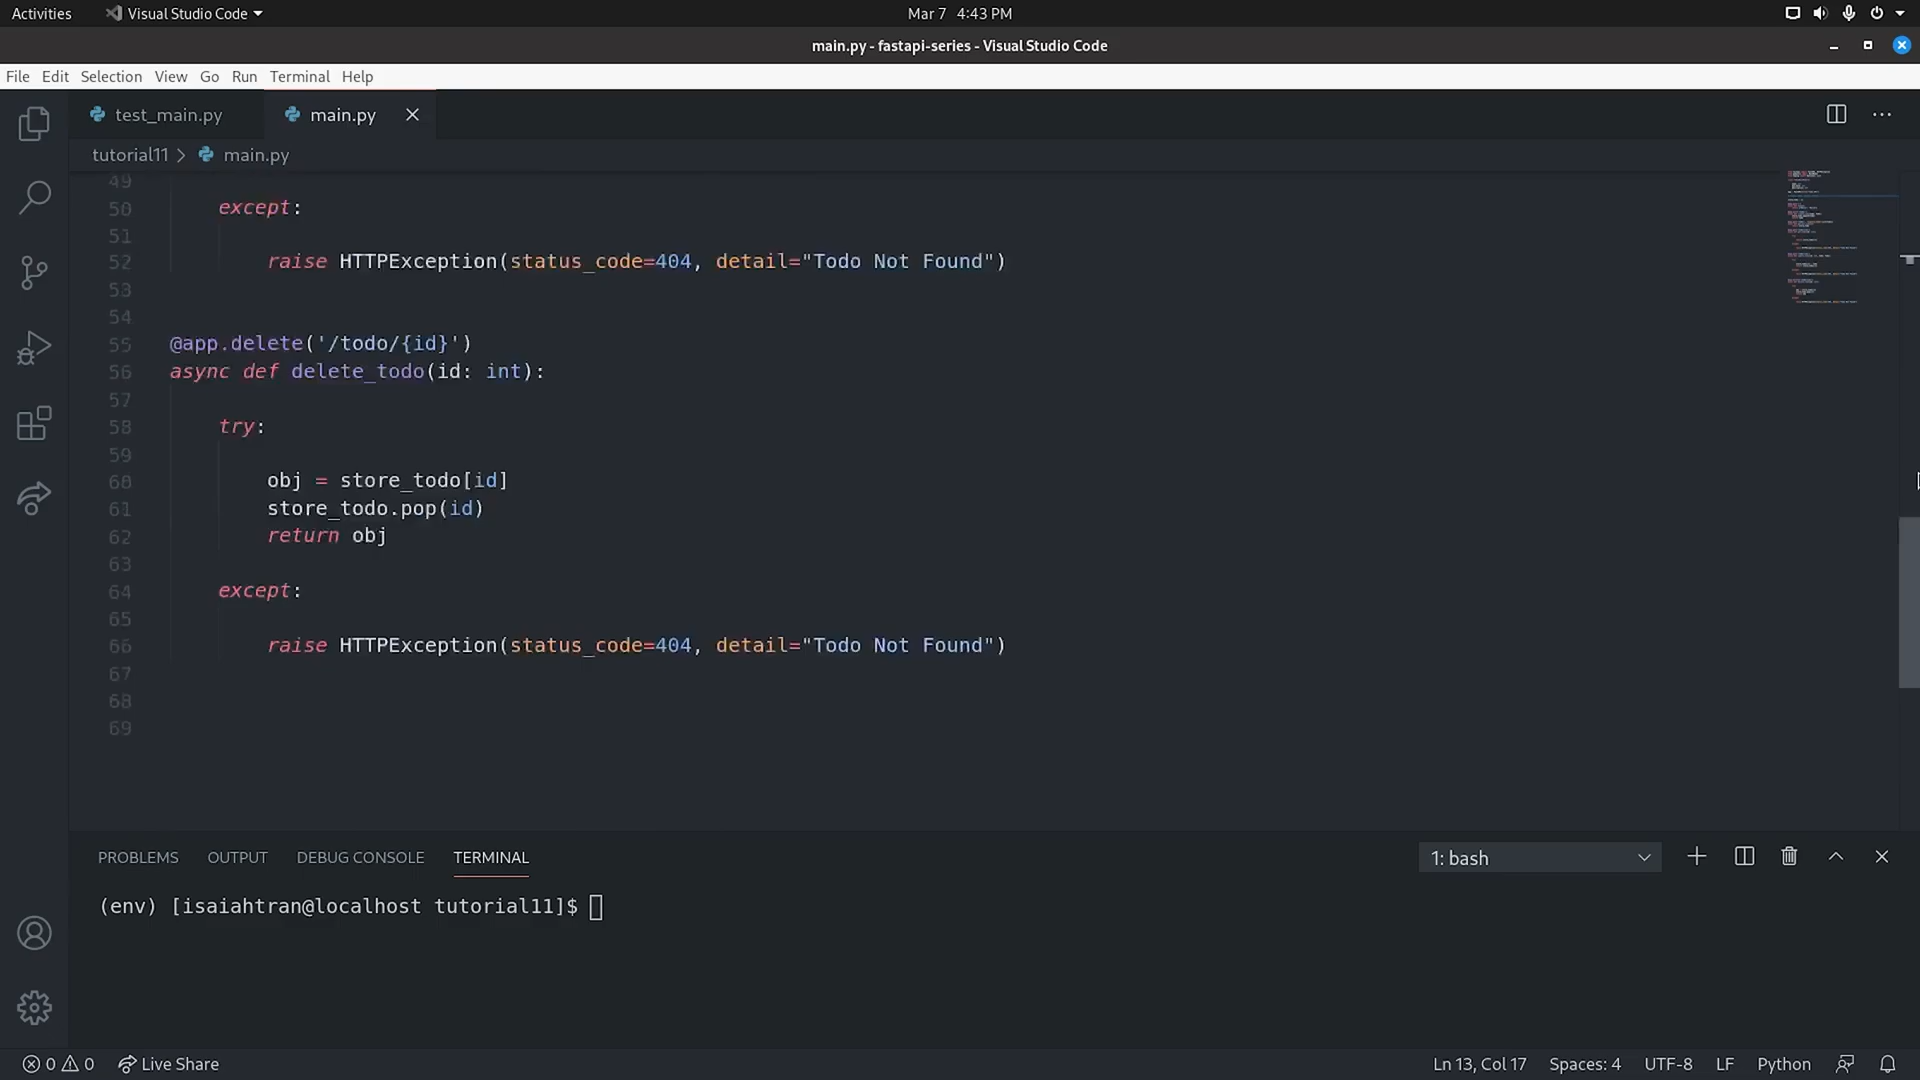 Activities Visual Studio Code Mar 7 4:43 PM
main.py - fastapi-series - Visual Studio Code
File Edit Selection View Go Run Terminal Help
test_main.py main.py
tutorial11 main.py
49
50 except:
51
52 raise HTTPException(status_code=404, detail="Todo Not Found")
53
54
55 @app.delete('/todo/{id}')
56 async def delete_todo(id: int):
57
58 try:
59
60 obj = store_todo[id]
61 store_todo.pop(id)
62 return obj
63
64 except:
65
66 raise HTTPException(status_code=404, detail="Todo Not Found")
67
68
69
PROBLEMS OUTPUT DEBUG CONSOLE TERMINAL 1: bash
(env) [isaiahtran@localhost tutorial11]$
0 0 Live Share Ln 13, Col 17 Spaces: 4 UTF-8 LF Python